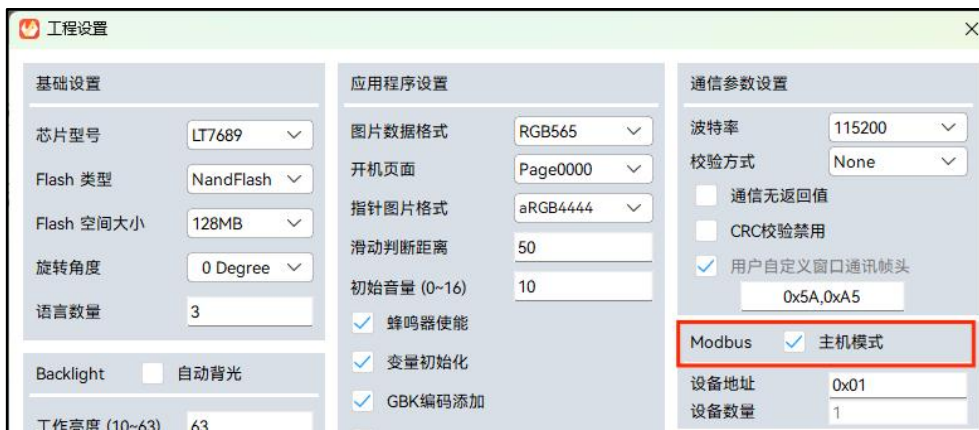 工程设置
基础设置
芯片型号 LT7689
Flash 类型 NandFlash
Flash 空间大小 128MB
旋转角度 0 Degree
语言数量 3
Backlight 自动背光
工作亮度 (10~63) 63
应用程序设置
图片数据格式 RGB565
开机页面 Page0000
指针图片格式 aRGB4444
滑动判断距离 50
初始音量 (0~16) 10
蜂鸣器使能
变量初始化
GBK编码添加
通信参数设置
波特率 115200
校验方式 None
通信无返回值
CRC校验禁用
用户自定义窗口通讯帧头
0x5A,0xA5
Modbus 主机模式
设备地址 0x01
设备数量 1